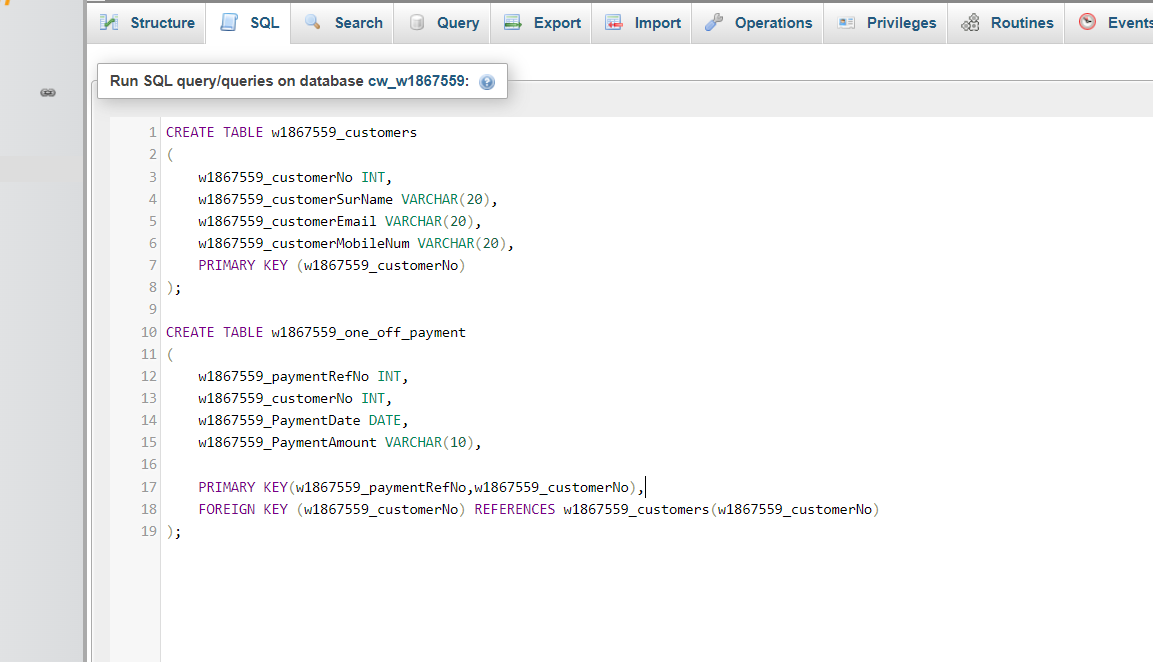 Structure SQL Search Query Export Import Operations Privileges Routines Events
Run SQL query/queries on database cw_w1867559:
1 CREATE TABLE w1867559_customers
2 (
3 w1867559_customerNo INT,
4 w1867559_customerSurName VARCHAR(20),
5 w1867559_customerEmail VARCHAR(20),
6 w1867559_customerMobileNum VARCHAR(20),
7 PRIMARY KEY (w1867559_customerNo)
8 );
9
10 CREATE TABLE w1867559_one_off_payment
11 (
12 w1867559_paymentRefNo INT,
13 w1867559_customerNo INT,
14 w1867559_PaymentDate DATE,
15 w1867559_PaymentAmount VARCHAR(10),
16
17 PRIMARY KEY(w1867559_paymentRefNo,w1867559_customerNo),
18 FOREIGN KEY (w1867559_customerNo) REFERENCES w1867559_customers(w1867559_customerNo)
19 );